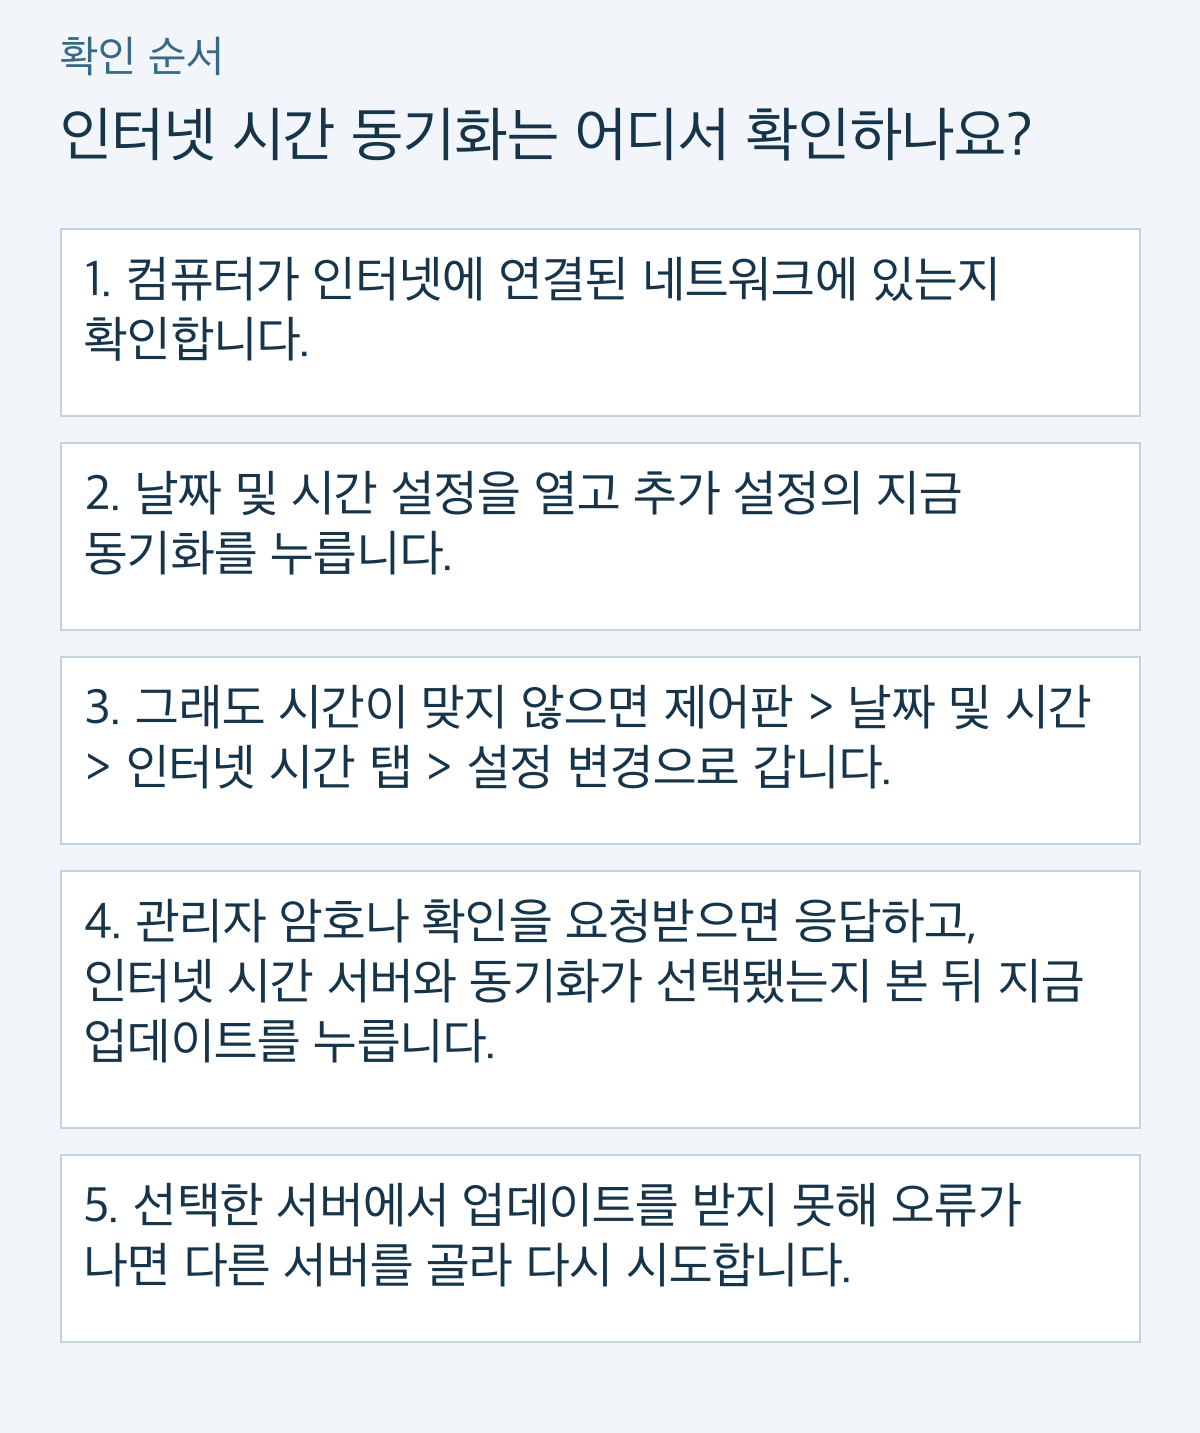 확인 순서
인터넷 시간 동기화는 어디서 확인하나요?
1. 컴퓨터가 인터넷에 연결된 네트워크에 있는지
확인합니다.
2. 날짜 및 시간 설정을 열고 추가 설정의 지금
동기화를 누릅니다.
3. 그래도 시간이 맞지 않으면 제어판 > 날짜 및 시간
> 인터넷 시간 탭 > 설정 변경으로 갑니다.
4. 관리자 암호나 확인을 요청받으면 응답하고,
인터넷 시간 서버와 동기화가 선택됐는지 본 뒤 지금
업데이트를 누릅니다.
5. 선택한 서버에서 업데이트를 받지 못해 오류가
나면 다른 서버를 골라 다시 시도합니다.